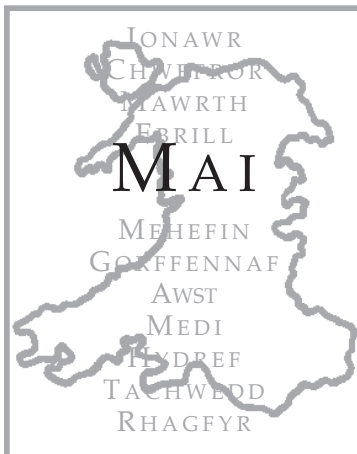 IONAWR
CHWEFROR
MAWRTH
EBRILL
MAI
MEHEFIN
GORFFENNAF
AWST
MEDI
HYDREF
TACHWEDD
RHAGFYR